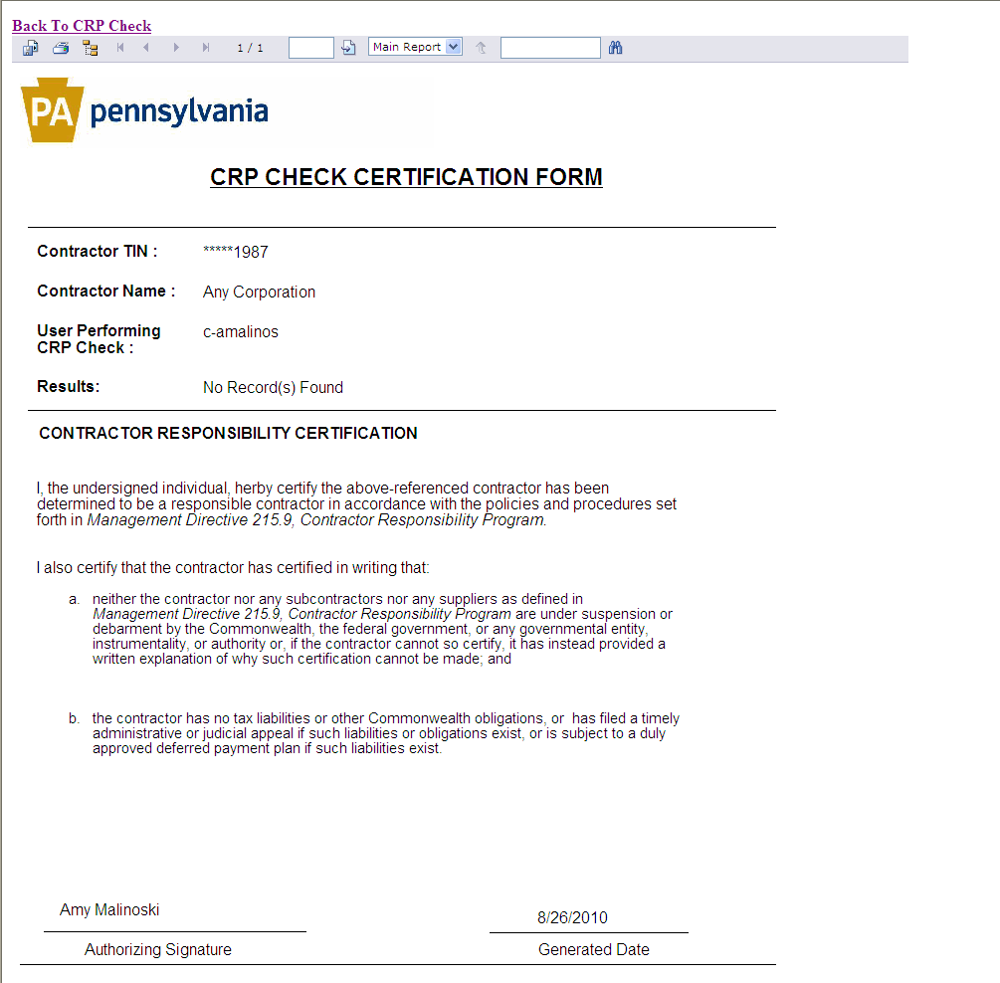 Back To CRP Check
1 / 1
Main Report
PA pennsylvania
CRP CHECK CERTIFICATION FORM
Contractor TIN : *****1987
Contractor Name : Any Corporation
User Performing c-amalinos
CRP Check :
Results: No Record(s) Found
CONTRACTOR RESPONSIBILITY CERTIFICATION
I, the undersigned individual, herby certify the above-referenced contractor has been
determined to be a responsible contractor in accordance with the policies and procedures set
forth in Management Directive 215.9, Contractor Responsibility Program.
I also certify that the contractor has certified in writing that:
a. neither the contractor nor any subcontractors nor any suppliers as defined in
Management Directive 215.9, Contractor Responsibility Program are under suspension or
debarment by the Commonwealth, the federal government, or any governmental entity,
instrumentality, or authority or, if the contractor cannot so certify, it has instead provided a
written explanation of why such certification cannot be made; and
b. the contractor has no tax liabilities or other Commonwealth obligations, or has filed a timely
administrative or judicial appeal if such liabilities or obligations exist, or is subject to a duly
approved deferred payment plan if such liabilities exist.
Amy Malinoski 8/26/2010
Authorizing Signature Generated Date